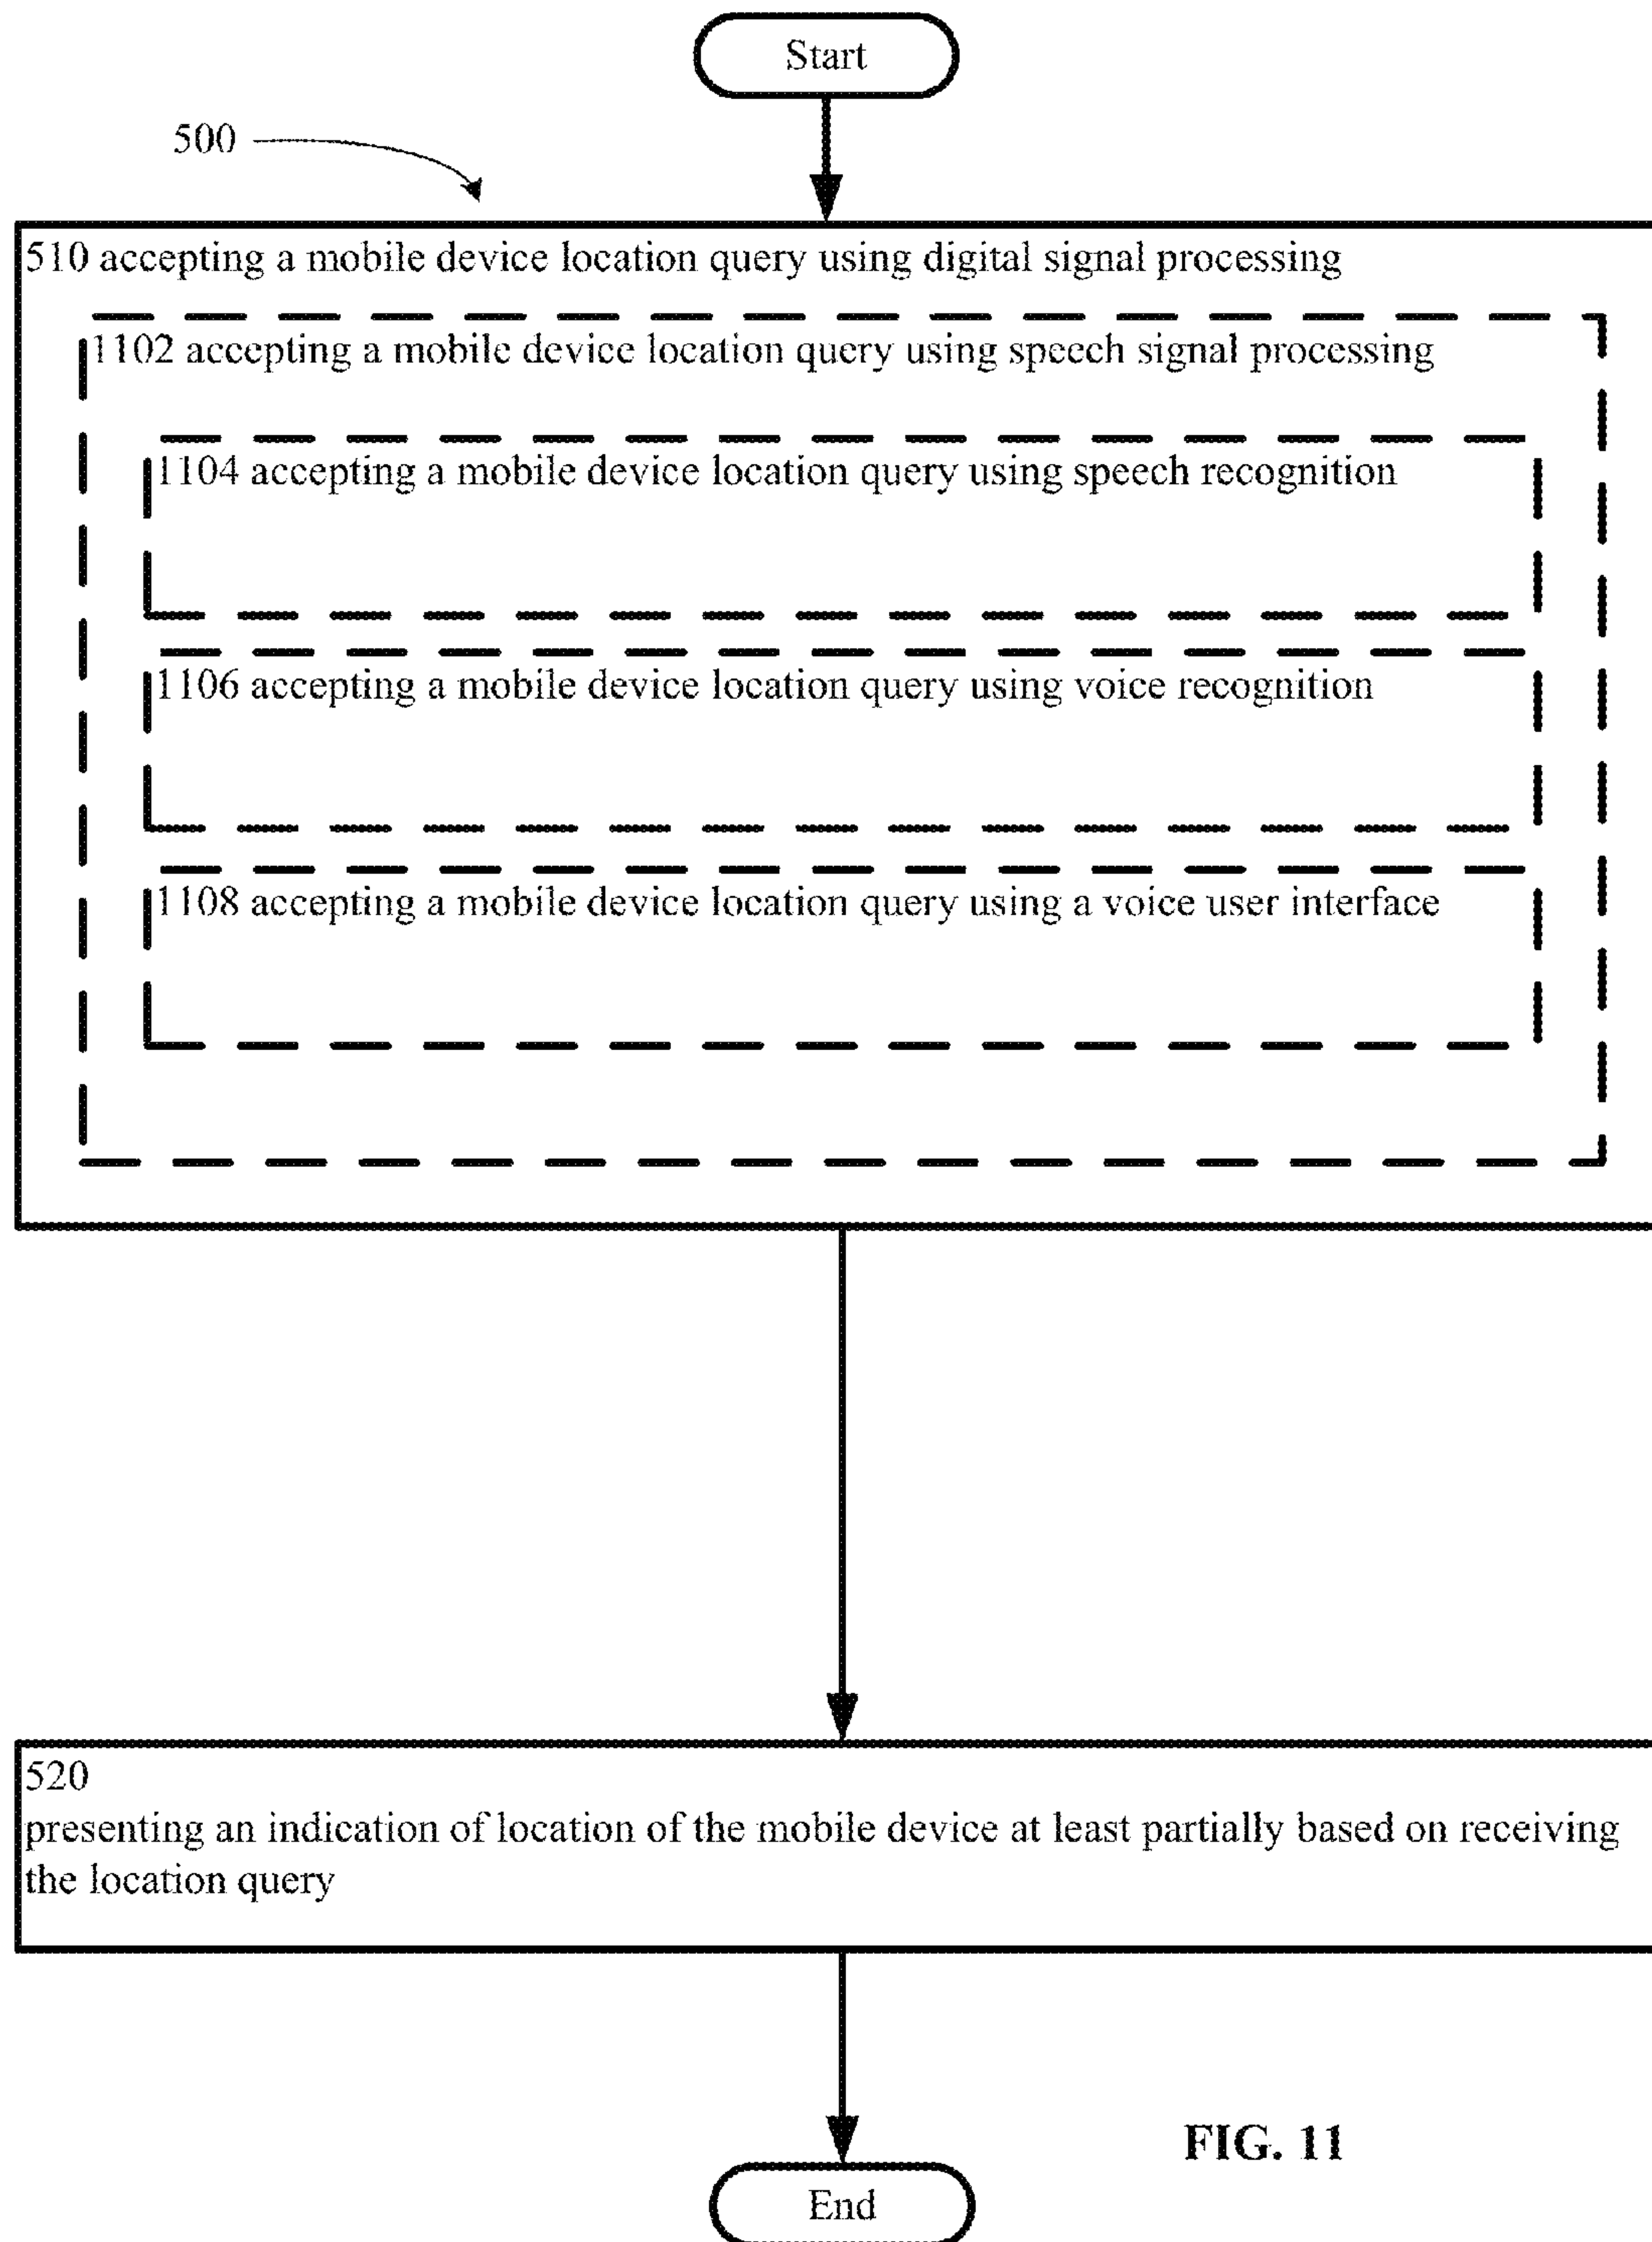 Start
500
510 accepting a mobile device location query using digital signal processing
1102 accepting a mobile device location query using speech signal processing
1104 accepting a mobile device location query using speech recognition
1106 accepting a mobile device location query using voice recognition
1108 accepting a mobile device location query using a voice user interface
520
presenting an indication of location of the mobile device at least partially based on receiving
the location query
FIG. 11
End